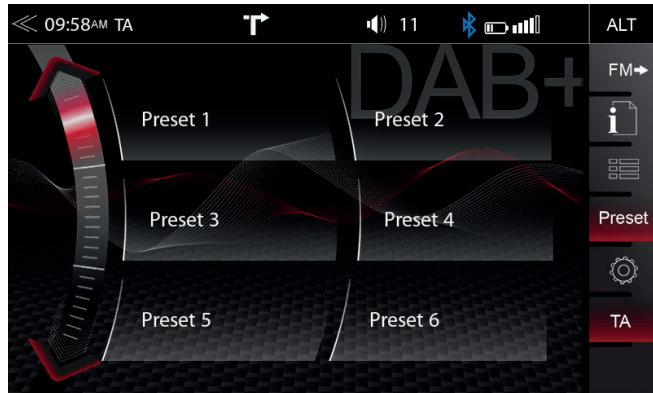 09:58AM TA 11 ALT
DAB+
FM
i
Preset 1 Preset 2
Preset 3 Preset 4
Preset
Preset 5 Preset 6
TA